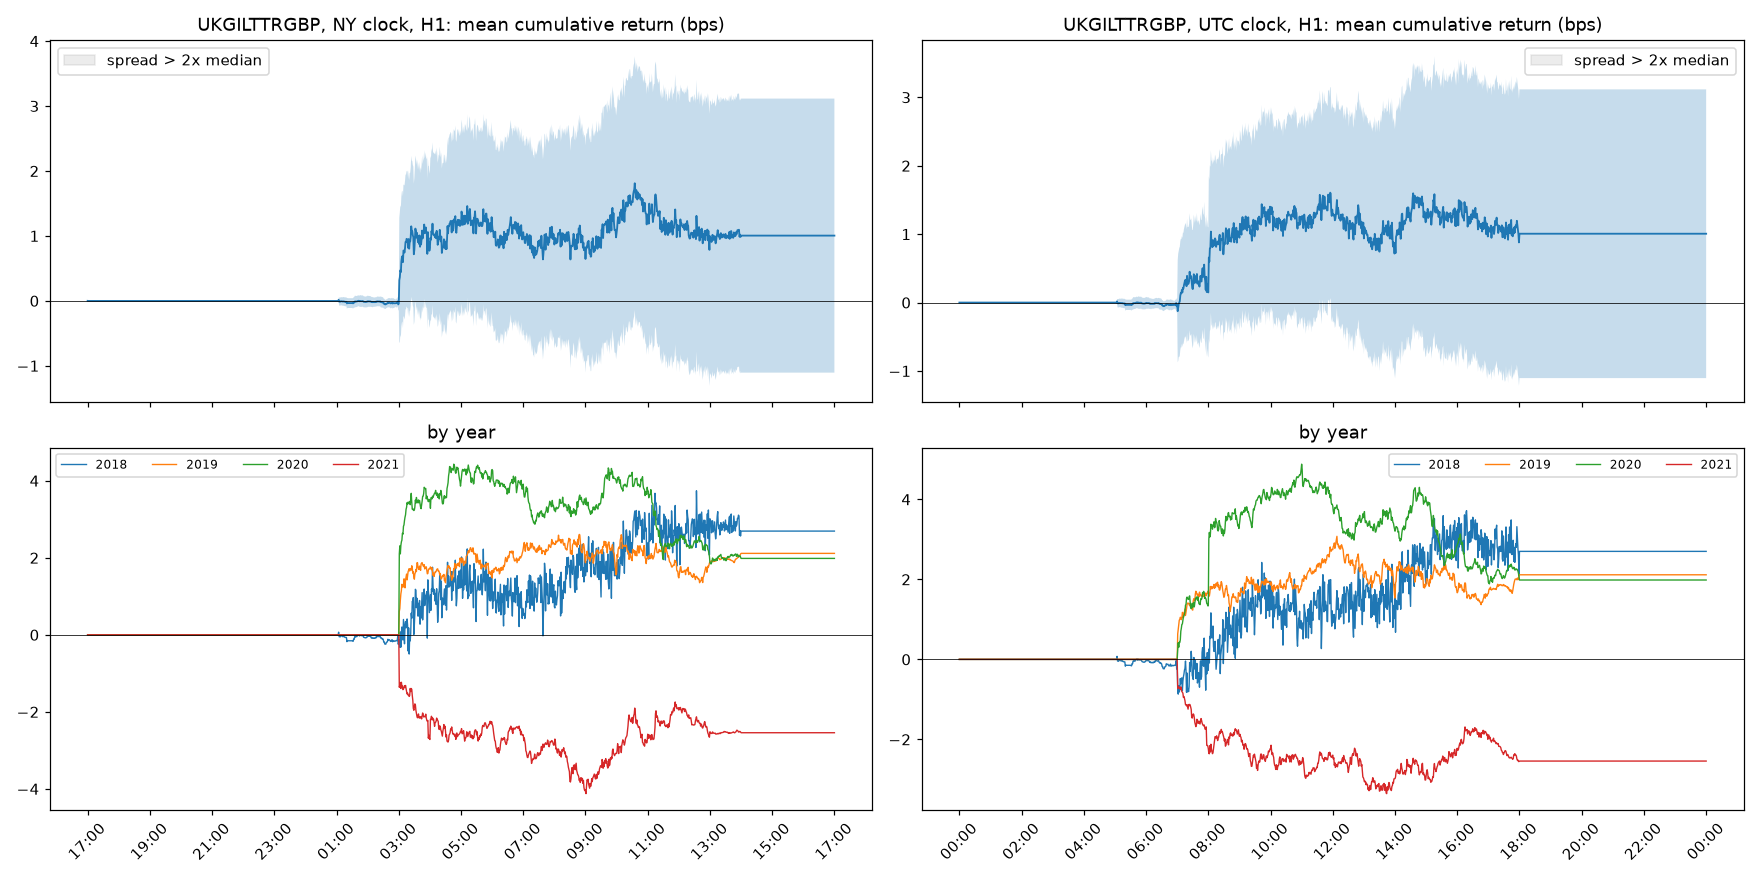 UKGILTTRGBP, NY clock, H1: mean cumulative return (bps)
spread > 2x median
4
3
2
1
0
−1
UKGILTTRGBP, UTC clock, H1: mean cumulative return (bps)
spread > 2x median
3
2
1
0
−1
by year
2018 2019 2020 2021
4
2
0
−2
−4
17:00 19:00 21:00 23:00 01:00 03:00 05:00 07:00 09:00 11:00 13:00 15:00 17:00
by year
2018 2019 2020 2021
4
2
0
−2
00:00 02:00 04:00 06:00 08:00 10:00 12:00 14:00 16:00 18:00 20:00 22:00 00:00